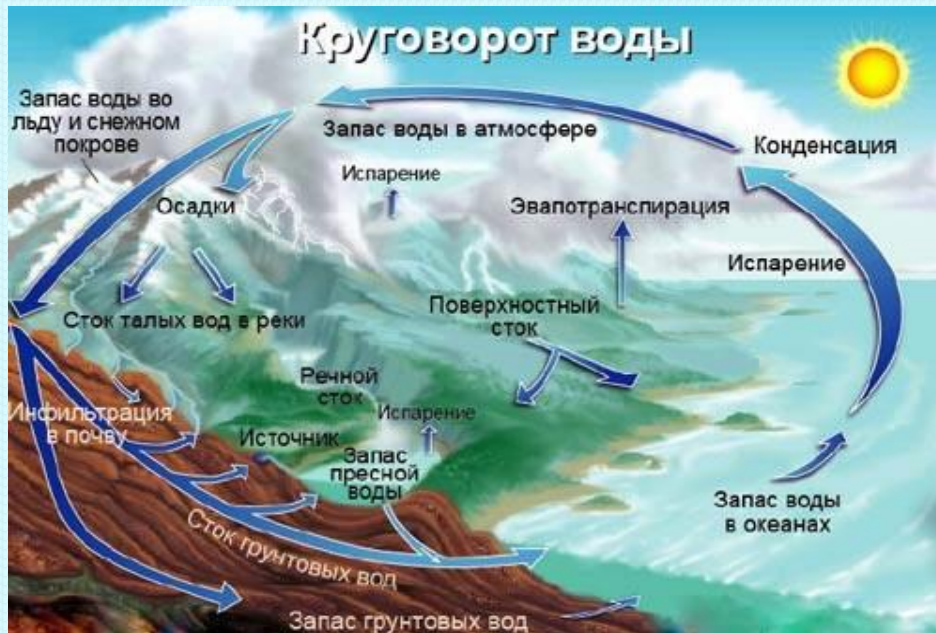 Круговорот воды
Запас воды во
льду и снежном
покрове
Запас воды в атмосфере
Конденсация
Испарение
Осадки
Эвапотранспирация
Испарение
Сток талых вод в реки
Поверхностный
сток
Речной
сток
Инфильтрация
в почву
Испарение
Источник
Запас
пресной
воды
Запас воды
в океанах
Сток грунтовых вод
Запас грунтовых вод